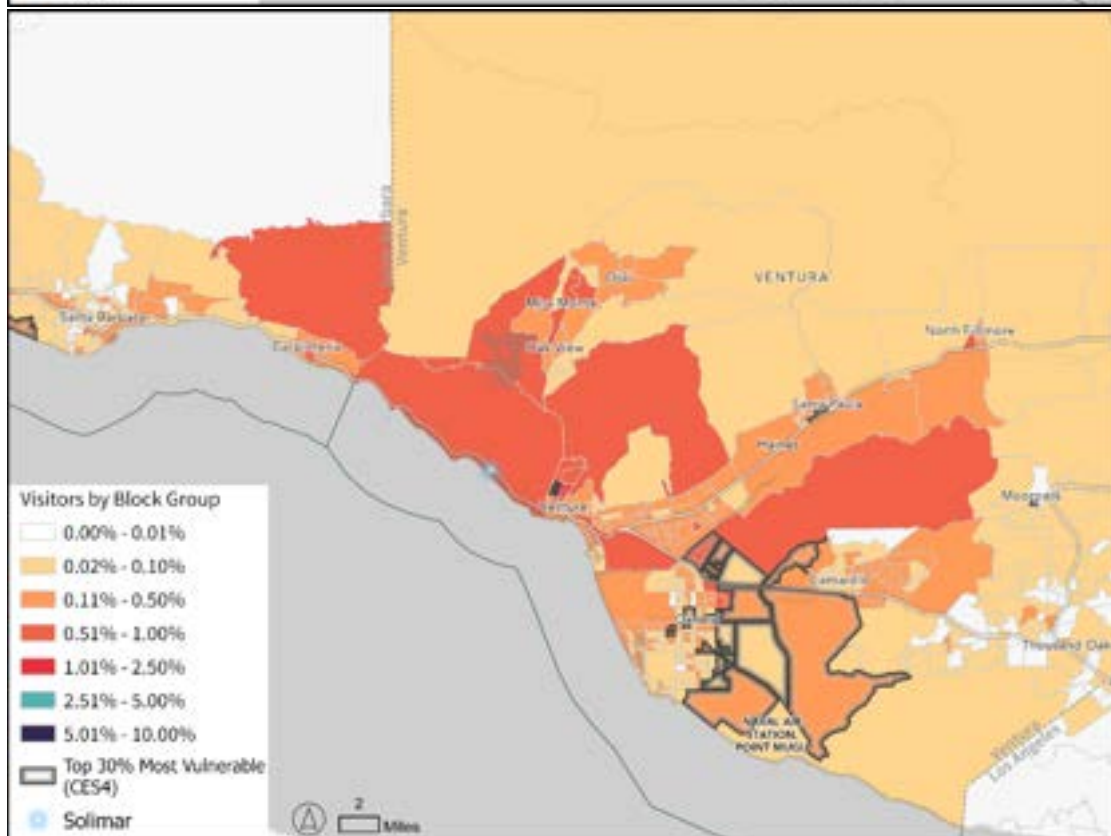 Ventura
Ojai
VENTURA
Mira Monte
North Fillmore
Santa Barbara
Oak View
Carpinteria
Santa Paula
Moorpark
Ventura
Camarillo
Thousand Oak
NAVAL AIR
STATION
POINT MUGU
Ventura
Los Angeles
Visitors by Block Group
0.00% - 0.01%
0.02% - 0.10%
0.11% - 0.50%
0.51% - 1.00%
1.01% - 2.50%
2.51% - 5.00%
5.01% - 10.00%
Top 30% Most Vulnerable
(CES4)
Solimar
2
Miles